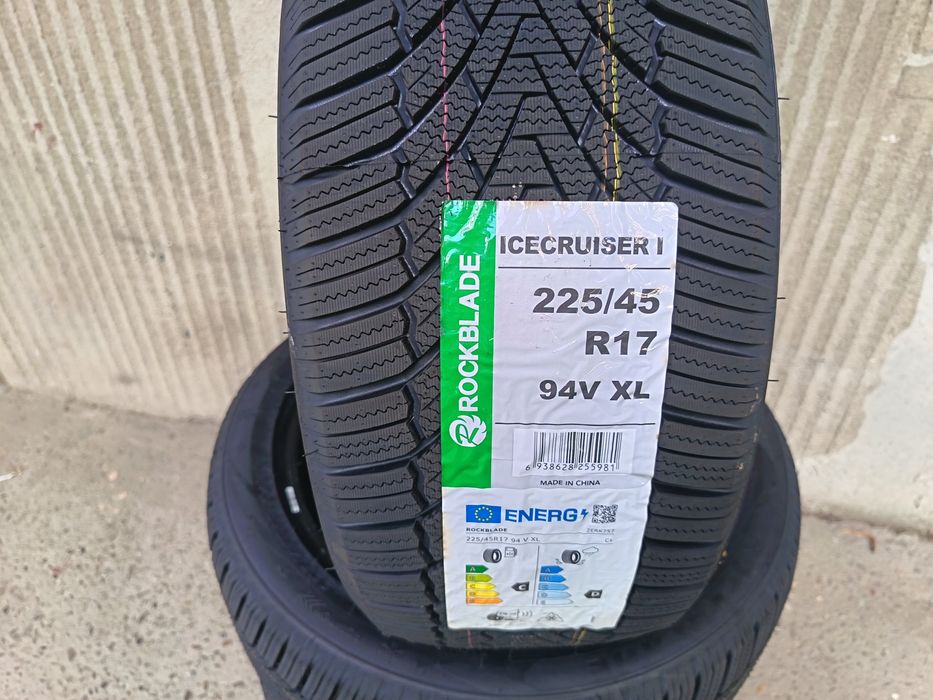 ROCKBLADE
ICECRUISER I
225/45
R17
94V XL
6 938628 255981
MADE IN CHINA
ENERG
ROCKBLADE
225/45R17 94 V XL C1
A
C
A
D